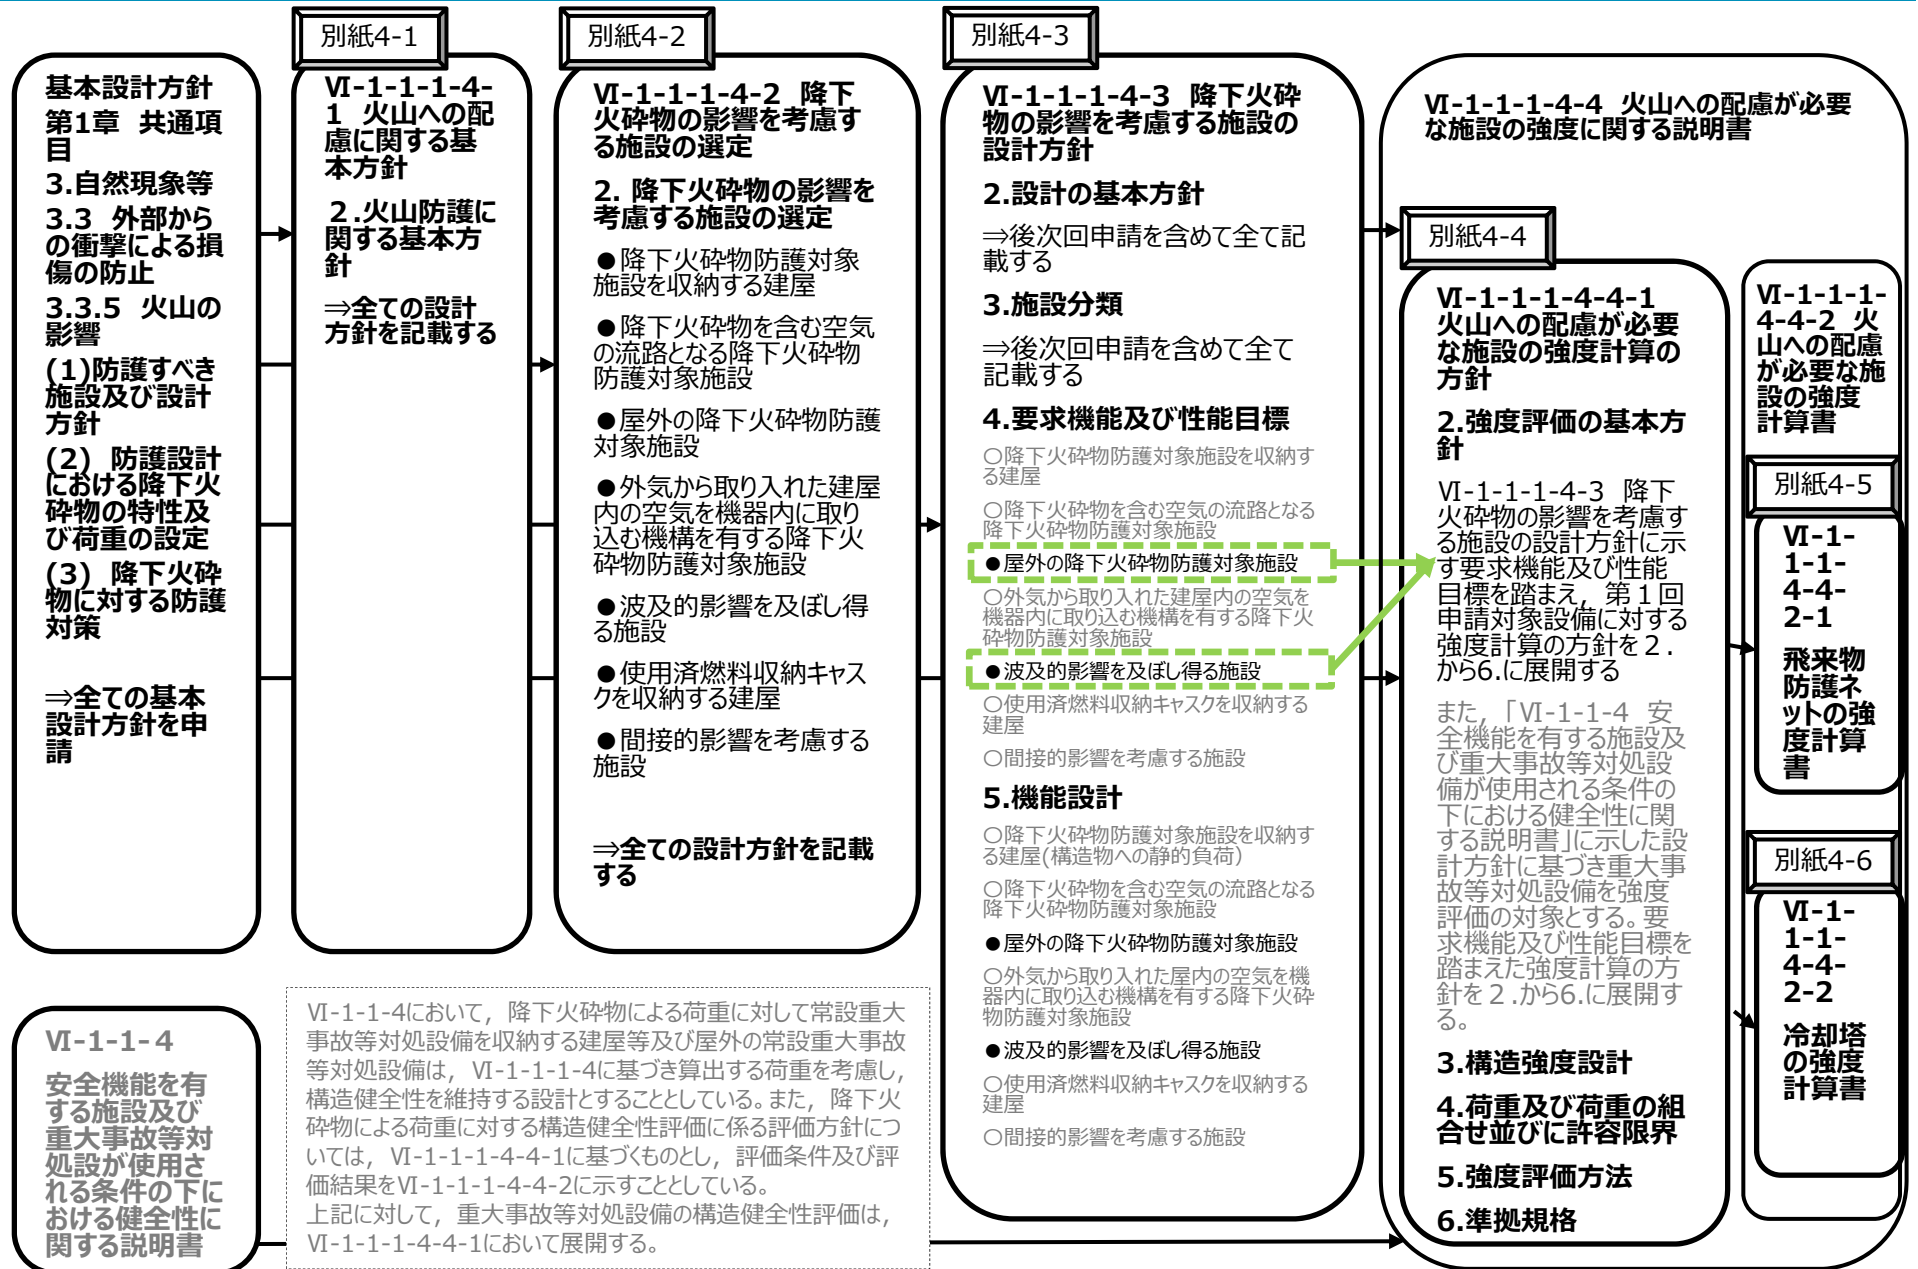 別紙4-1
別紙4-2
別紙4-3
基本設計方針
第1章 共通項
目
3.自然現象等
3.3 外部から
の衝撃による損
傷の防止
3.3.5 火山の
影響
(1)防護すべき
施設及び設計
方針
(2) 防護設計
における降下火
砕物の特性及
び荷重の設定
(3) 降下火砕
物に対する防護
対策
⇒全ての基本
設計方針を申
請
Ⅵ-1-1-1-4-
1 火山への配
慮に関する基
本方針
２.火山防護に
関する基本方
針
⇒全ての設計
方針を記載する
Ⅵ-1-1-1-4-2 降下
火砕物の影響を考慮す
る施設の選定
2. 降下火砕物の影響を
考慮する施設の選定
●降下火砕物防護対象
施設を収納する建屋
●降下火砕物を含む空気
の流路となる降下火砕物
防護対象施設
●屋外の降下火砕物防護
対象施設
●外気から取り入れた建屋
内の空気を機器内に取り
込む機構を有する降下火
砕物防護対象施設
●波及的影響を及ぼし得
る施設
●使用済燃料収納キャス
クを収納する建屋
●間接的影響を考慮する
施設
⇒全ての設計方針を記載
する
Ⅵ-1-1-1-4-3 降下火砕
物の影響を考慮する施設の
設計方針
2.設計の基本方針
⇒後次回申請を含めて全て記
載する
3.施設分類
⇒後次回申請を含めて全て
記載する
4.要求機能及び性能目標
○降下火砕物防護対象施設を収納す
る建屋
○降下火砕物を含む空気の流路となる
降下火砕物防護対象施設
●屋外の降下火砕物防護対象施設
○外気から取り入れた建屋内の空気を
機器内に取り込む機構を有する降下火
砕物防護対象施設
●波及的影響を及ぼし得る施設
○使用済燃料収納キャスクを収納する
建屋
○間接的影響を考慮する施設
5.機能設計
○降下火砕物防護対象施設を収納す
る建屋(構造物への静的負荷)
○降下火砕物を含む空気の流路となる
降下火砕物防護対象施設
●屋外の降下火砕物防護対象施設
○外気から取り入れた屋内の空気を機
器内に取り込む機構を有する降下火砕
物防護対象施設
●波及的影響を及ぼし得る施設
○使用済燃料収納キャスクを収納する
建屋
○間接的影響を考慮する施設
Ⅵ-1-1-1-4-4 火山への配慮が必要
な施設の強度に関する説明書
別紙4-4
Ⅵ-1-1-1-4-4-1
火山への配慮が必要
な施設の強度計算の
方針
2.強度評価の基本方
針
Ⅵ-1-1-1-4-3 降下
火砕物の影響を考慮す
る施設の設計方針に示
す要求機能及び性能
目標を踏まえ，第１回
申請対象設備に対する
強度計算の方針を２.
から6.に展開する
また，「Ⅵ-1-1-4 安
全機能を有する施設及
び重大事故等対処設
備が使用される条件の
下における健全性に関
する説明書」に示した設
計方針に基づき重大事
故等対処設備を強度
評価の対象とする。要
求機能及び性能目標を
踏まえた強度計算の方
針を２.から6.に展開す
る。
3.構造強度設計
4.荷重及び荷重の組
合せ並びに許容限界
5.強度評価方法
6.準拠規格
Ⅵ-1-1-1-
4-4-2 火
山への配慮
が必要な施
設の強度
計算書
別紙4-5
Ⅵ-1-
1-1-
4-4-
2-1
飛来物
防護ネ
ットの強
度計算
書
別紙4-6
Ⅵ-1-
1-1-
4-4-
2-2
冷却塔
の強度
計算書
Ⅵ-1-1-４
安全機能を有
する施設及び
重大事故等対
処設が使用さ
れる条件の下に
おける健全性に
関する説明書
Ⅵ-1-1-4において，降下火砕物による荷重に対して常設重大
事故等対処設備を収納する建屋等及び屋外の常設重大事故
等対処設備は，Ⅵ-1-1-1-4に基づき算出する荷重を考慮し，
構造健全性を維持する設計とすることとしている。また，降下火
砕物による荷重に対する構造健全性評価に係る評価方針につ
いては，Ⅵ-1-1-1-4-4-1に基づくものとし，評価条件及び評
価結果をⅥ-1-1-1-4-4-2に示すこととしている。
上記に対して，重大事故等対処設備の構造健全性評価は，
Ⅵ-1-1-1-4-4-1において展開する。